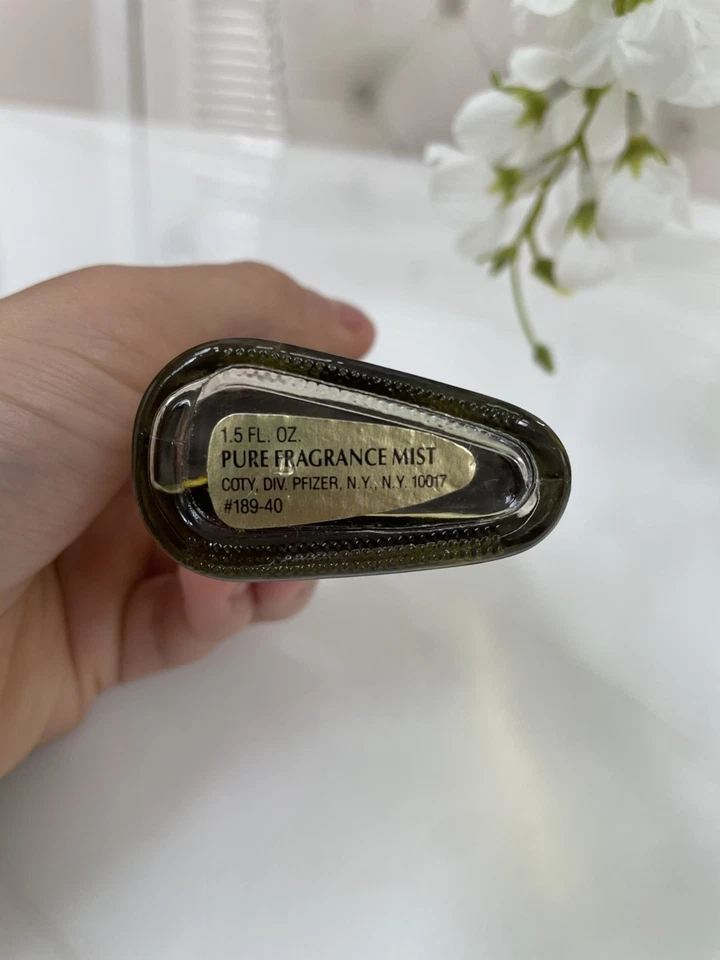 1.5 FL. OZ.
PURE FRAGRANCE MIST
COTY, DIV. PFIZER, N.Y., N.Y. 10017
#189-40